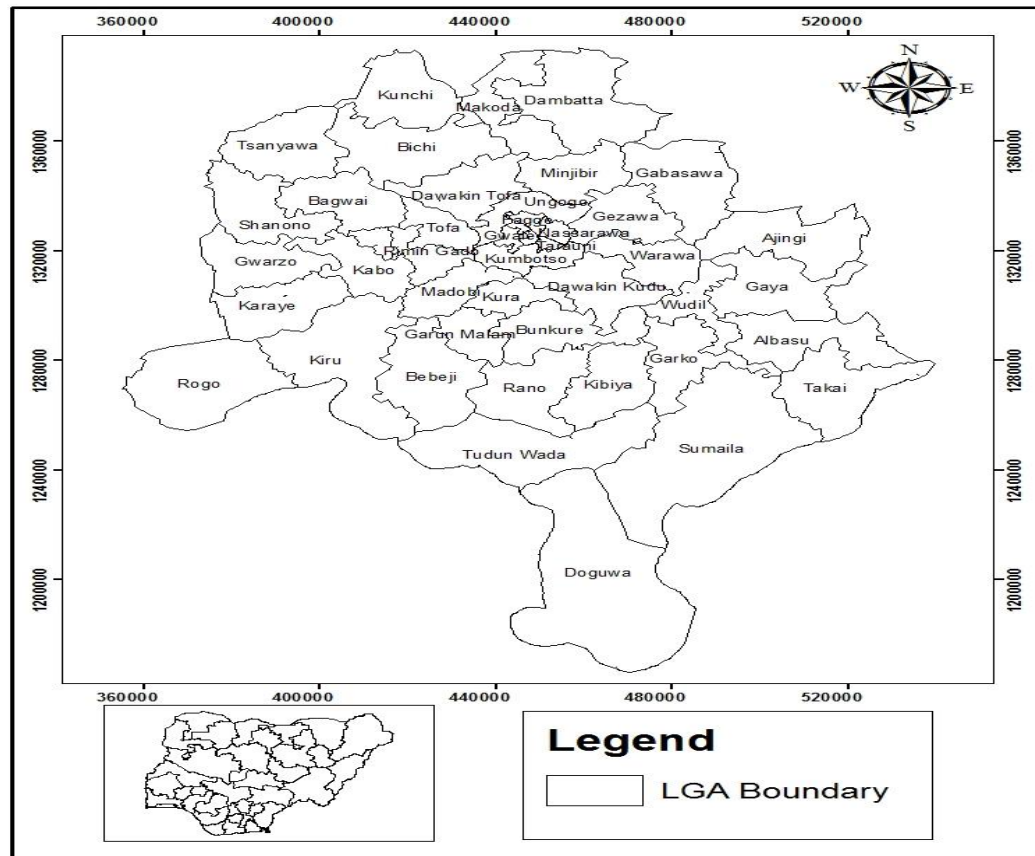 360000 400000 440000 480000 520000
N
W E
S
Kunchi
Makoda
Dambatta
1360000
1360000
Tsanyawa
Bichi
Minjibir
Gabasawa
Bagwai
Dawakin Tofa
Ungogo
Gezawa
Shanono
Tofa
Nassarawa
Ajingi
1320000
1320000
Gwarzo
Rimin Gado
Kumbotso
Warawa
Kabo
Karaye
Madobi
Kura
Dawakin Kudu
Wudil
Gaya
Garun Malam
Bunkure
Albasu
1280000
1280000
Rogo
Kiru
Bebeji
Rano
Kibiya
Garko
Takai
Tudun Wada
Sumaila
1240000
1240000
Doguwa
1200000
1200000
360000 400000 440000 480000 520000
Legend
LGA Boundary